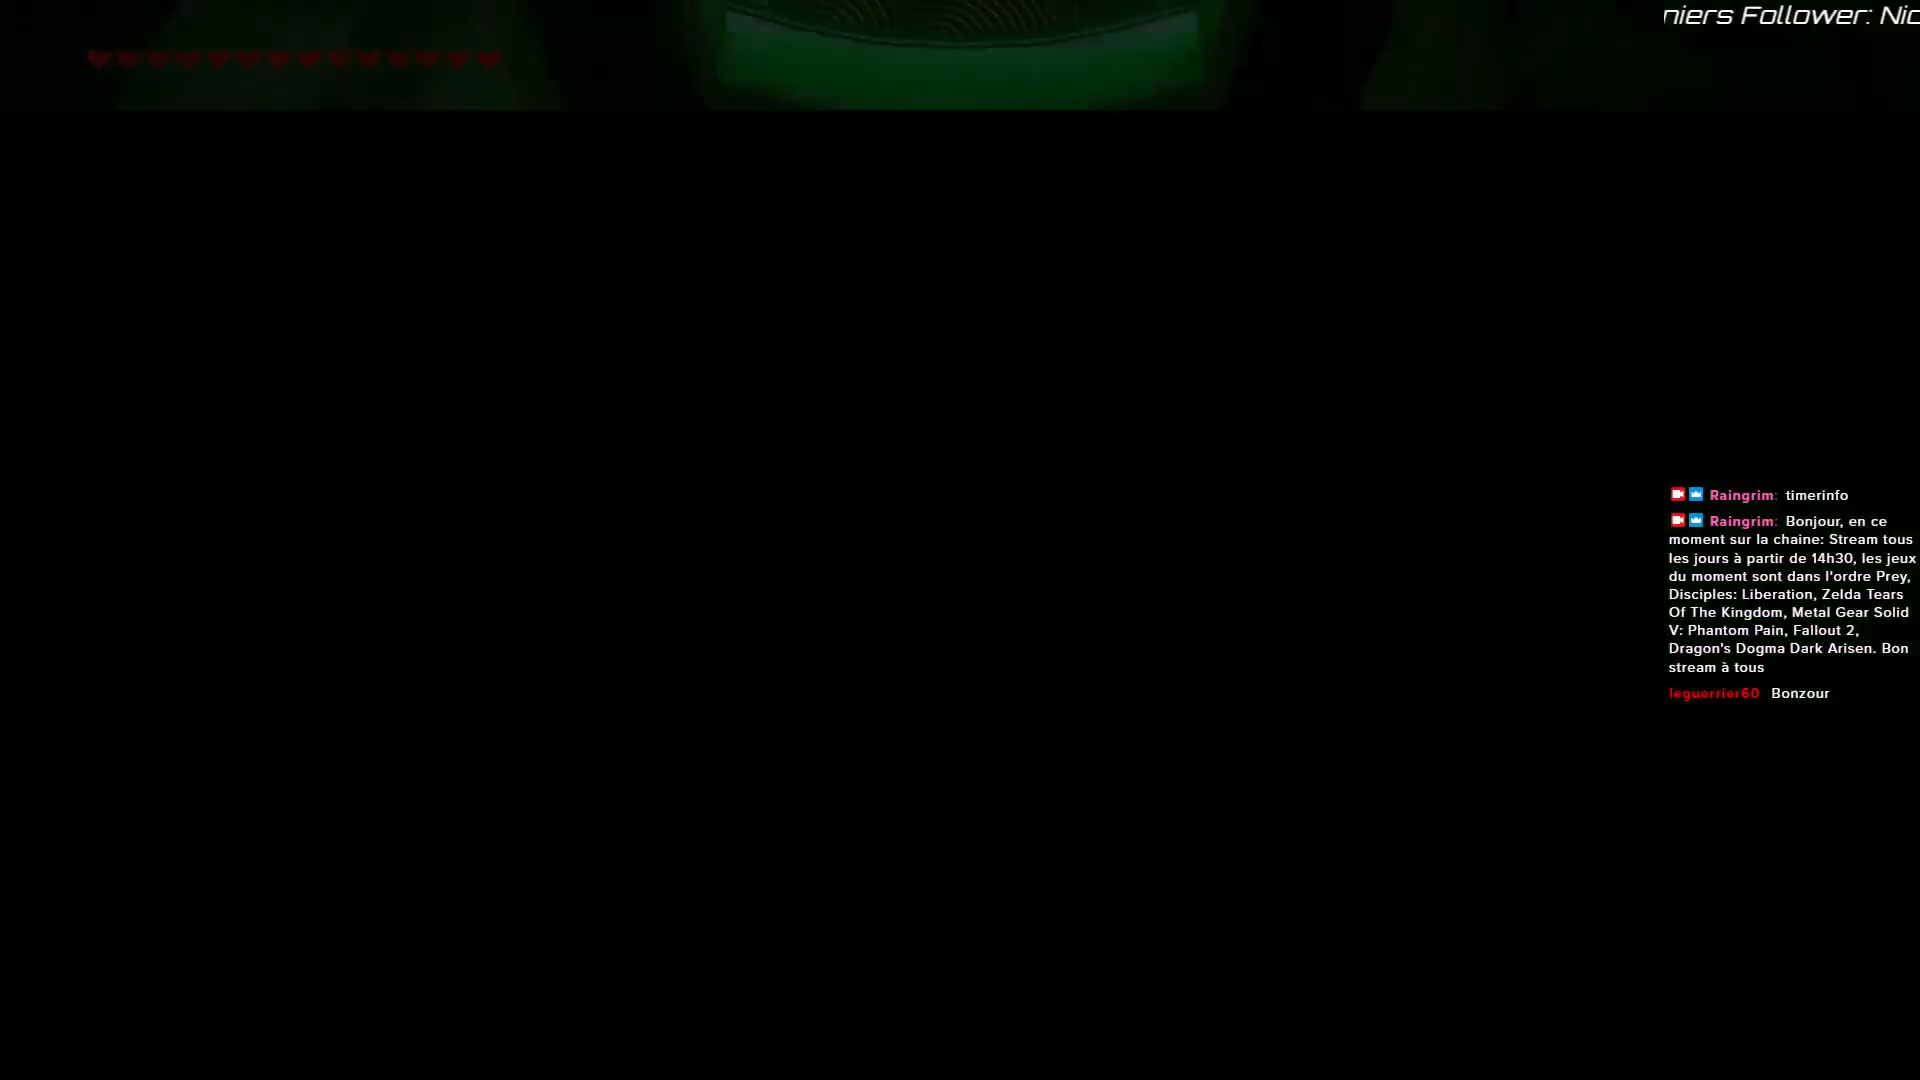 niers Follower: Nic
Raingrim: timerinfo
Raingrim: Bonjour, en ce
moment sur la chaine: Stream tous
les jours à partir de 14h30, les jeux
du moment sont dans l'ordre Prey,
Disciples: Liberation, Zelda Tears
Of The Kingdom, Metal Gear Solid
V: Phantom Pain, Fallout 2,
Dragon's Dogma Dark Arisen. Bon
stream à tous
leguerrier60 Bonzour